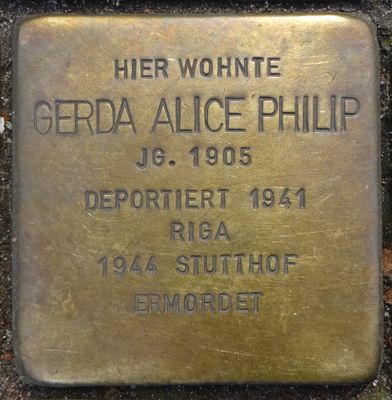 HIER WOHNTE
GERDA ALICE PHILIP
JG. 1905
DEPORTIERT 1941
RIGA
1944 STUTTHOF
ERMORDET